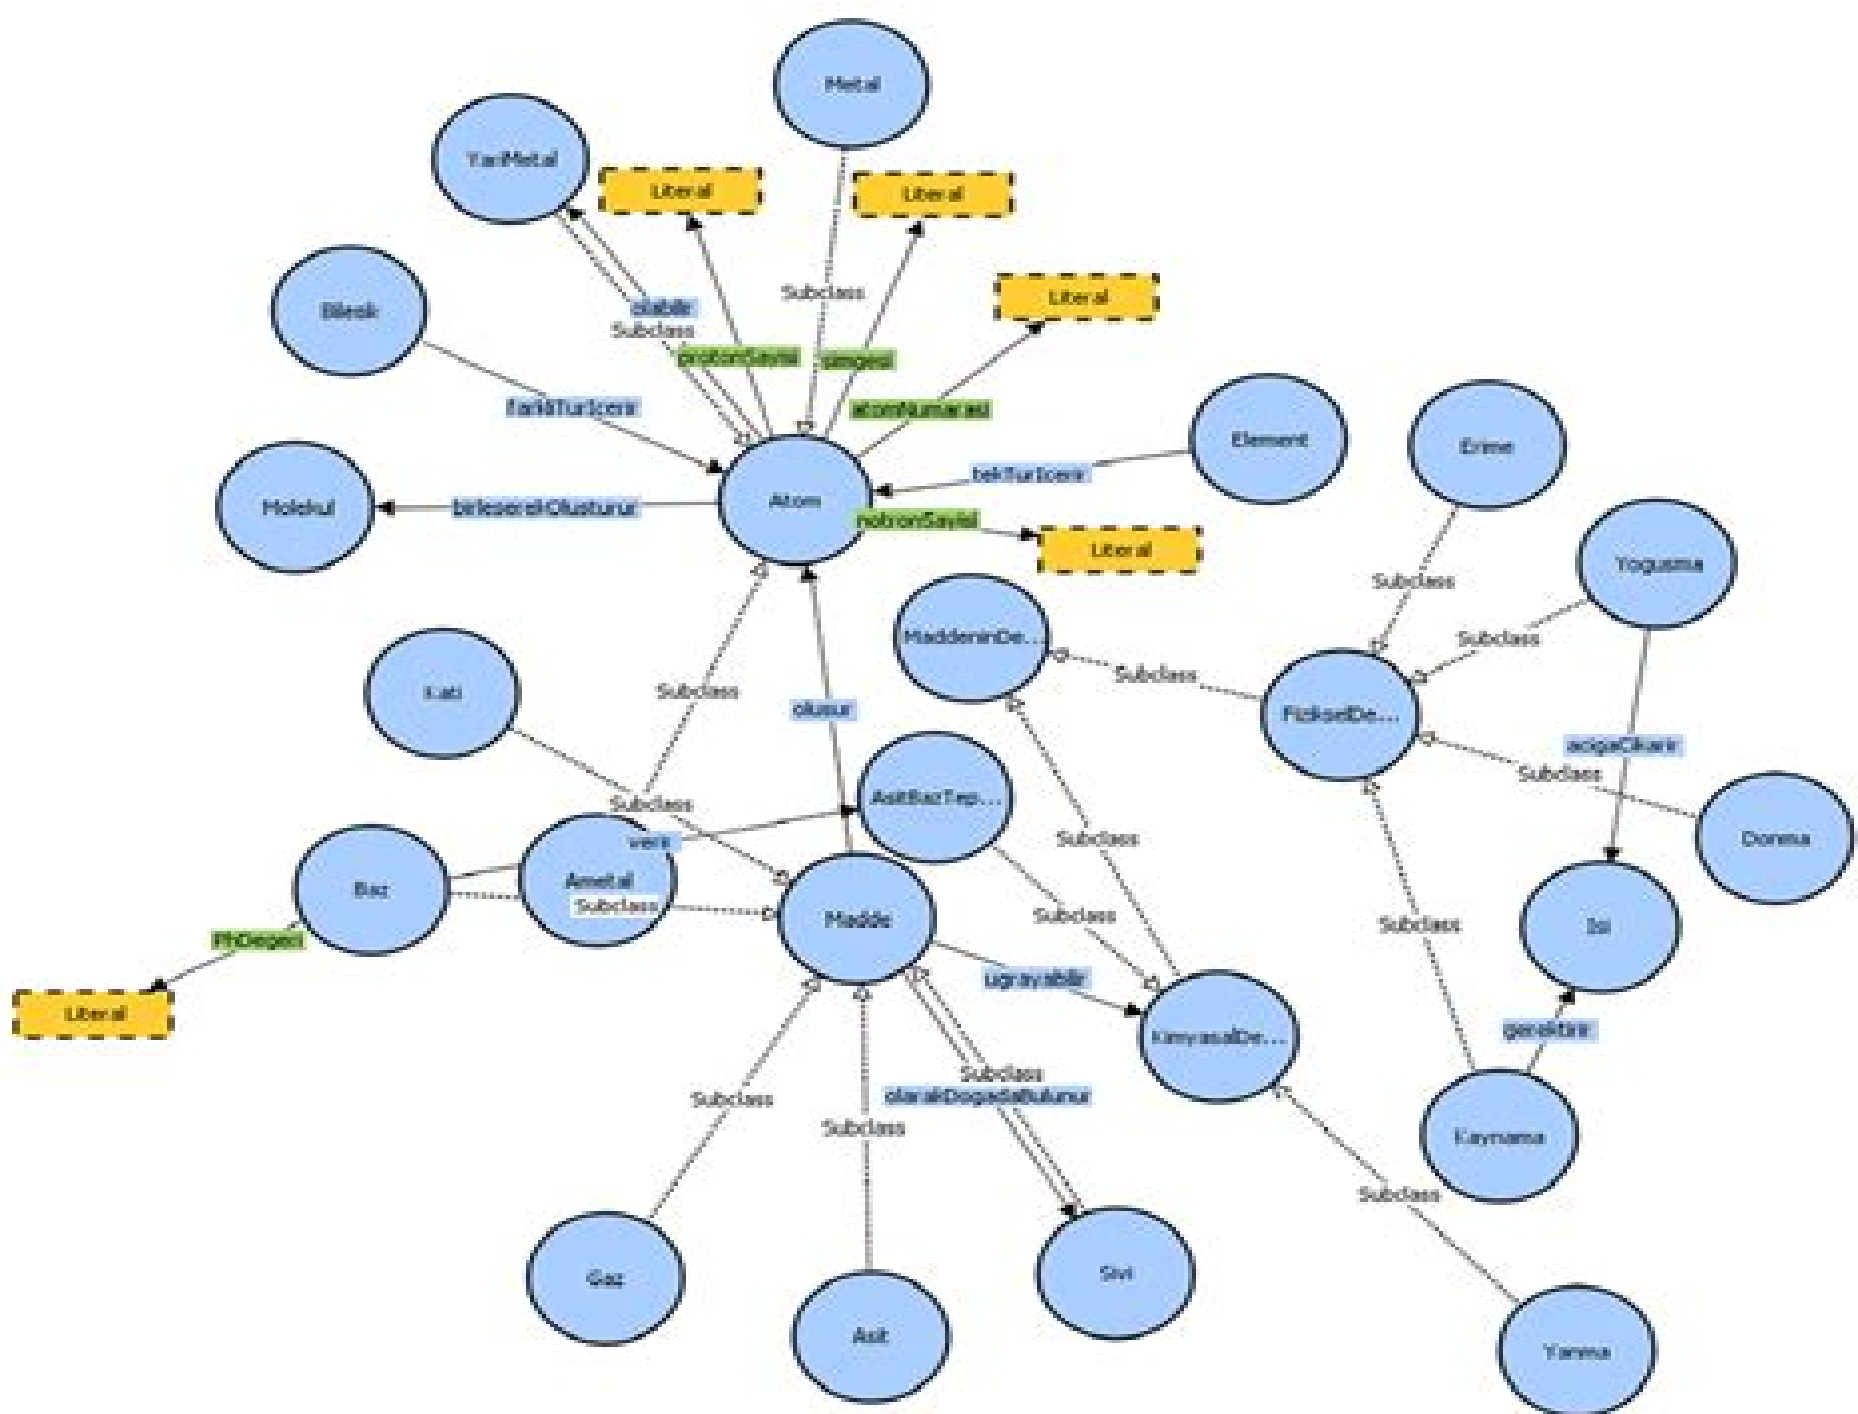 Metal
YariMetal
Literal
Literal
Literal
Bilesik
olabilir
Subclass
Subclass
protonSayisi
simgesi
farkliTurIcerir
atomNumarasi
Element
Erime
Molekul
birleserekOlusturur
Atom
tekTurIcerir
notronSayisi
Literal
Yogusma
Subclass
Subclass
MaddeninDe...
Subclass
Kati
Subclass
olusur
FizikselDe...
acigaCikarir
Subclass
AsitBazTep...
Subclass
verir
Subclass
Donma
Baz
Ametal
Subclass
Madde
Subclass
Subclass
Isi
PhDegeri
Literal
ugrayabilir
KimyasalDe...
gerektirir
Subclass
olarakDogadaBulunur
Subclass
Subclass
Kaynama
Subclass
Gaz
Asit
Sivi
Yanma